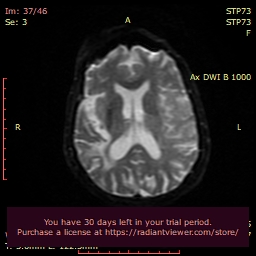 Im: 37/46
Se: 3
STP73
STP73
F
A
Ax DWI B 1000
R
L
You have 30 days left in your trial period.
Purchase a license at https://radiantviewer.com/store/